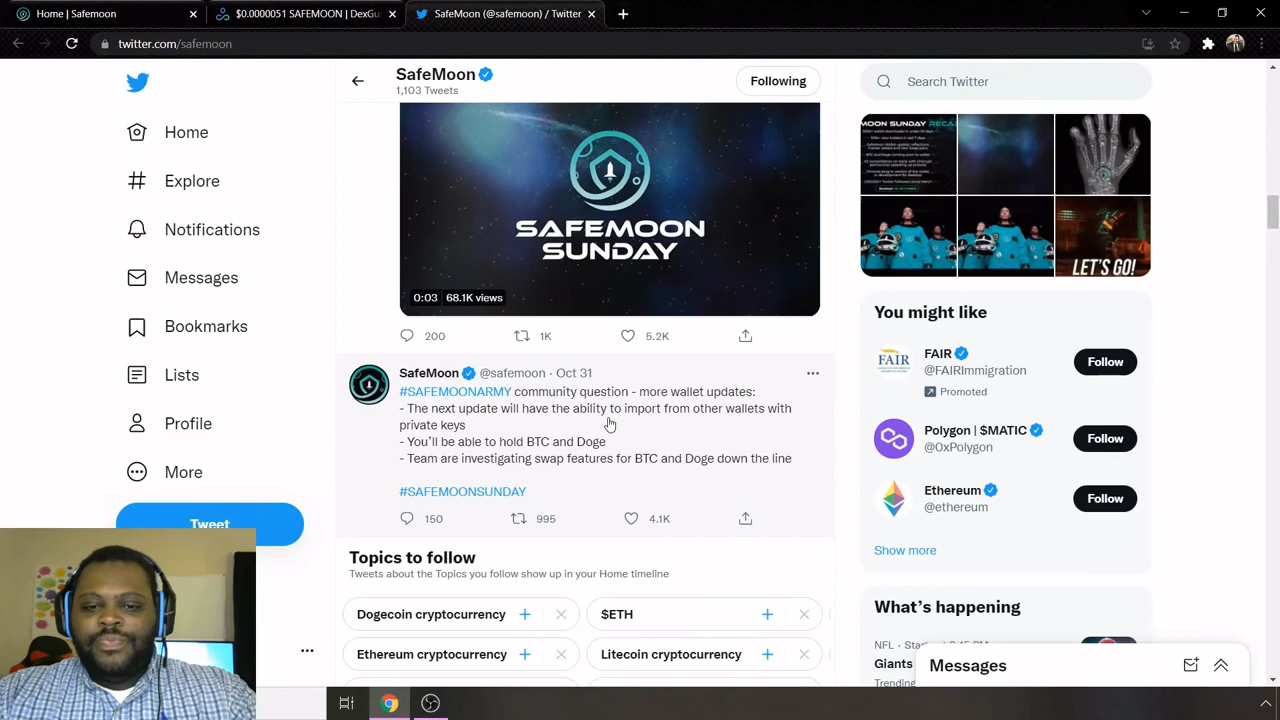 Home | Safemoon
$0.0000051 SAFEMOON | DexGu
SafeMoon (@safemoon) / Twitter
twitter.com/safemoon
SafeMoon
1,103 Tweets
Following
Search Twitter
Home
Explore
Notifications
Messages
Bookmarks
Lists
Profile
More
Tweet
SAFEMOON
SUNDAY
0:03 68.1K views
200 1K 5.2K
SafeMoon @safemoon · Oct 31
#SAFEMOONARMY community question - more wallet updates:
- The next update will have the ability to import from other wallets with
private keys
- You'll be able to hold BTC and Doge
- Team are investigating swap features for BTC and Doge down the line
#SAFEMOONSUNDAY
150 995 4.1K
Topics to follow
Tweets about the Topics you follow show up in your Home timeline
Dogecoin cryptocurrency
$ETH
Ethereum cryptocurrency
Litecoin cryptocurrency
MOON SUNDAY RECAP
LET'S GO!
You might like
FAIR
FAIR
@FAIRImmigration
Follow
Promoted
Polygon | $MATIC
@0xPolygon
Follow
Ethereum
@ethereum
Follow
Show more
What's happening
Giants
Trending
Messages